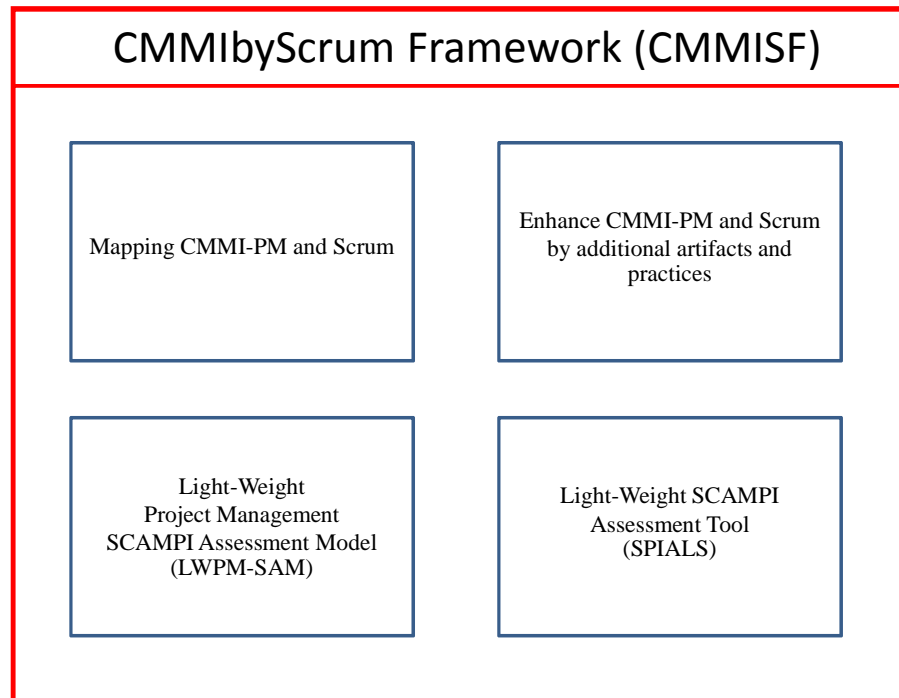 CMMIbyScrum Framework (CMMISF)
Mapping CMMI-PM and Scrum
Enhance CMMI-PM and Scrum
by additional artifacts and
practices
Light-Weight
Project Management
SCAMPI Assessment Model
(LWPM-SAM)
Light-Weight SCAMPI
Assessment Tool
(SPIALS)